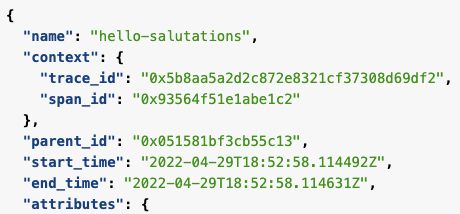 {
  "name": "hello-salutations",
  "context": {
    "trace_id": "0x5b8aa5a2d2c872e8321cf37308d69df2",
    "span_id": "0x93564f51e1abe1c2"
  },
  "parent_id": "0x051581bf3cb55c13",
  "start_time": "2022-04-29T18:52:58.114492Z",
  "end_time": "2022-04-29T18:52:58.114631Z",
  "attributes": {